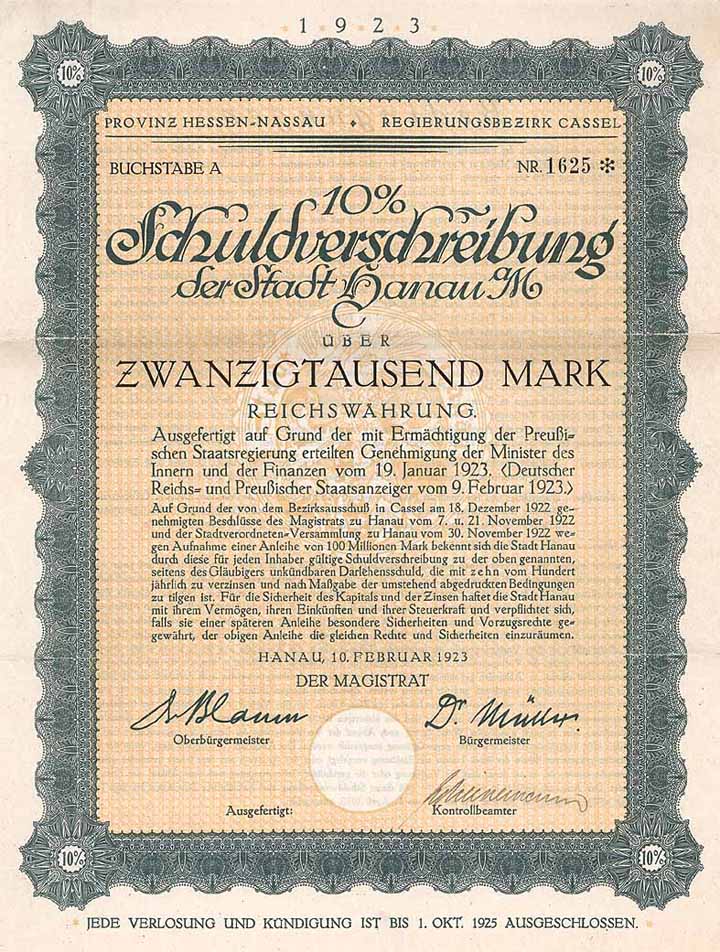 * 1 * 9 * 2 * 3 *
10% 10%
PROVINZ HESSEN-NASSAU ♦ REGIERUNGSBEZIRK CASSEL
BUCHSTABE A NR. 1625 *
10%
Schuldverschreibung
der Stadt Hanau a/M
ÜBER
ZWANZIGTAUSEND MARK
REICHSWÄHRUNG.
Ausgefertigt auf Grund der mit Ermächtigung der Preußi-
schen Staatsregierung erteilten Genehmigung der Minister des
Innern und der Finanzen vom 19. Januar 1923. (Deutscher
Reichs- und Preußischer Staatsanzeiger vom 9. Februar 1923.)
Auf Grund der von dem Bezirksausschuß in Cassel am 18. Dezember 1922 ge-
nehmigten Beschlüsse des Magistrats zu Hanau vom 7. u. 21. November 1922
und der Stadtverordneten-Versammlung zu Hanau vom 30. November 1922 we-
gen Aufnahme einer Anleihe von 100 Millionen Mark bekennt sich die Stadt Hanau
durch diese für jeden Inhaber gültige Schuldverschreibung zu der oben genannten,
seitens des Gläubigers unkündbaren Darlehensschuld, die mit zehn vom Hundert
jährlich zu verzinsen und nach Maßgabe der umstehend abgedruckten Bedingungen
zu tilgen ist. Für die Sicherheit des Kapitals und der Zinsen haftet die Stadt Hanau
mit ihrem Vermögen, ihren Einkünften und ihrer Steuerkraft und verpflichtet sich,
falls sie einer späteren Anleihe besondere Sicherheiten und Vorzugsrechte ge-
gewährt, der obigen Anleihe die gleichen Rechte und Sicherheiten einzuräumen.
HANAU, 10. FEBRUAR 1923
DER MAGISTRAT
Dr. Müller
Oberbürgermeister Bürgermeister
Ausgefertigt: Kontrollbeamter
10% 10%
* JEDE VERLOSUNG UND KÜNDIGUNG IST BIS 1. OKT. 1925 AUSGESCHLOSSEN. *